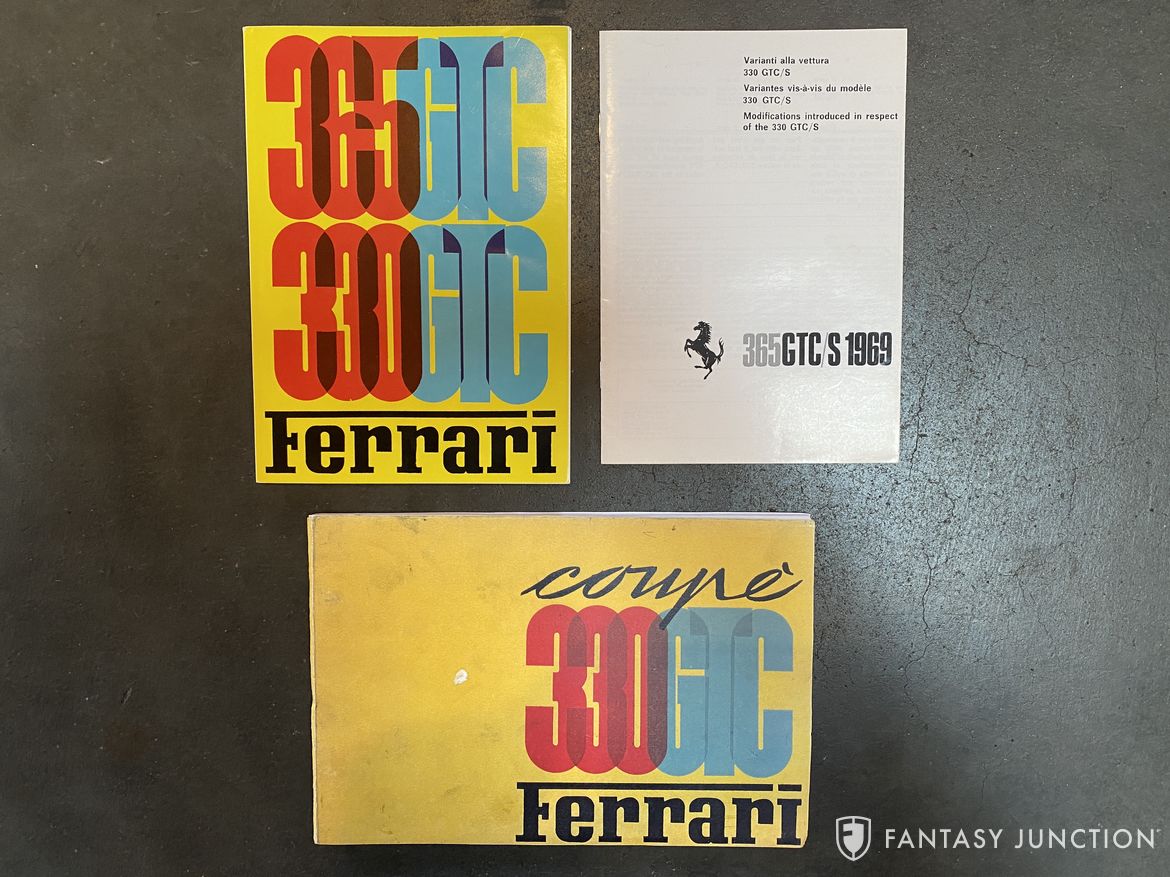 365GTC
330GTC
Ferrari
Varianti alla vettura
330 GTC/S
Variantes vis-à-vis du modèle
330 GTC/S
Modifications introduced in respect
of the 330 GTC/S
365GTC/S 1969
coupè
330GTC
Ferrari
FANTASY JUNCTION